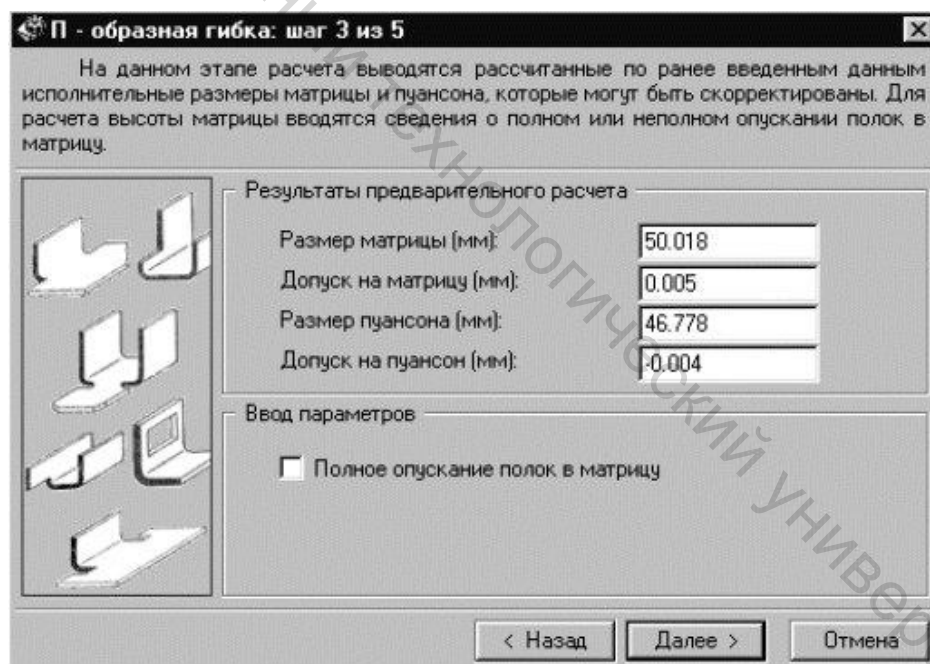 П - образная гибка: шаг 3 из 5
На данном этапе расчета выводятся рассчитанные по ранее введенным данным
исполнительные размеры матрицы и пуансона, которые могут быть скорректированы. Для
расчета высоты матрицы вводятся сведения о полном или неполном опускании полок в
матрицу.
Результаты предварительного расчета
Размер матрицы (мм): 50.018
Допуск на матрицу (мм): 0.005
Размер пуансона (мм): 46.778
Допуск на пуансон (мм): -0.004
Ввод параметров
Полное опускание полок в матрицу
< Назад Далее > Отмена
технологический